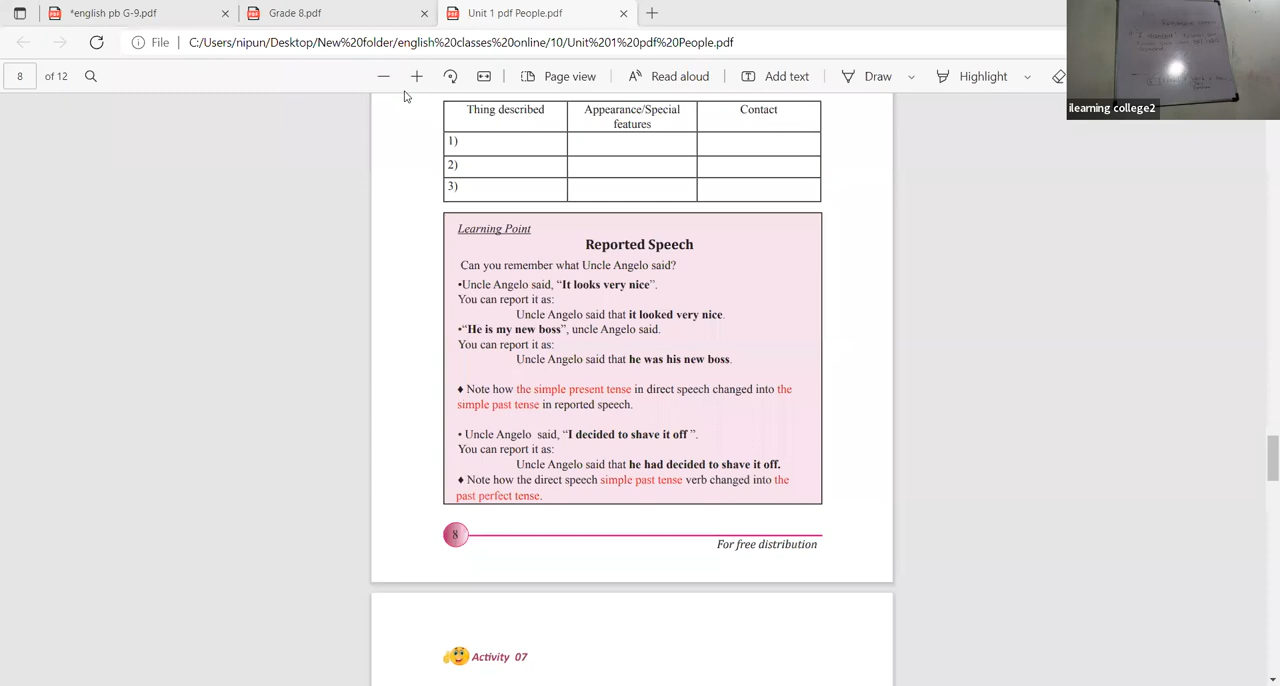 *english pb G-9.pdf
Grade 8.pdf
Unit 1 pdf People.pdf
File
C:/Users/nipun/Desktop/New%20folder/english%20classes%20online/10/Unit%201%20pdf%20People.pdf
8 of 12
Page view
Read aloud
Add text
Draw
Highlight
ilearning college2
Thing described
Appearance/Special features
Contact
1)
2)
3)
Learning Point
Reported Speech
Can you remember what Uncle Angelo said?
•Uncle Angelo said, “It looks very nice”.
You can report it as:
Uncle Angelo said that it looked very nice.
•“He is my new boss”, uncle Angelo said.
You can report it as:
Uncle Angelo said that he was his new boss.
♦ Note how the simple present tense in direct speech changed into the
simple past tense in reported speech.
• Uncle Angelo said, “I decided to shave it off ”.
You can report it as:
Uncle Angelo said that he had decided to shave it off.
♦ Note how the direct speech simple past tense verb changed into the
past perfect tense.
8
For free distribution
Activity 07